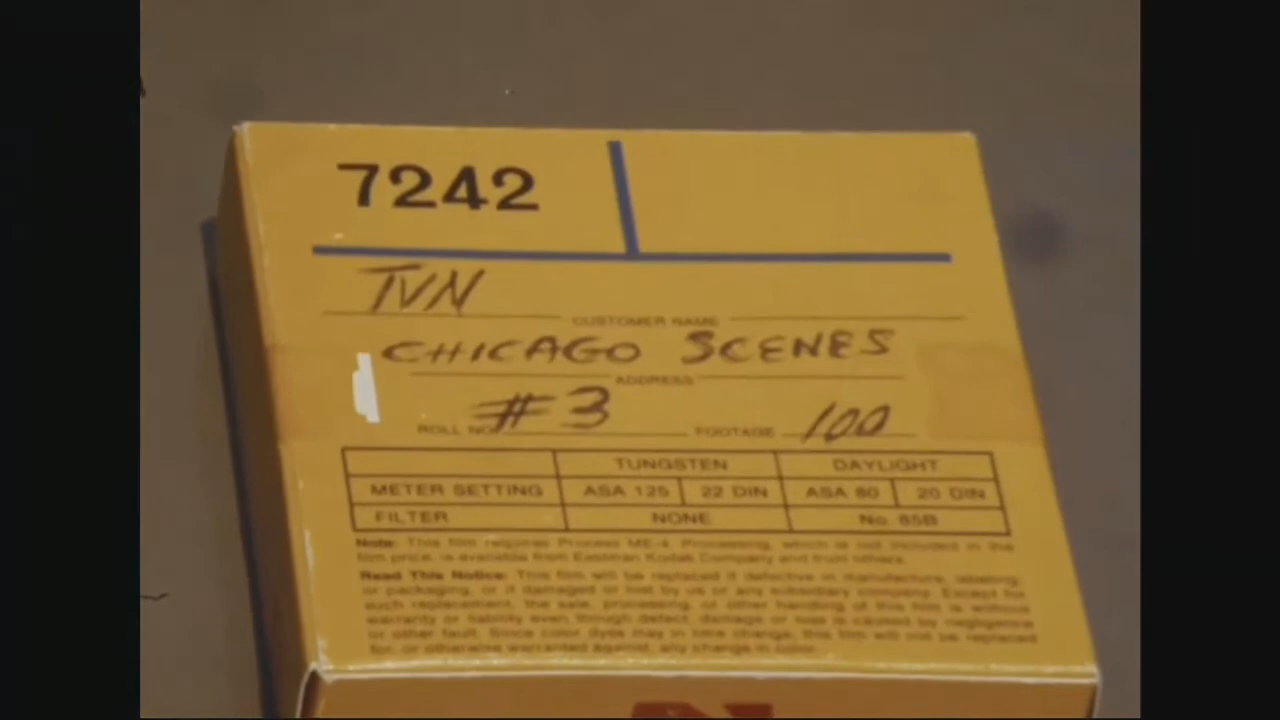 7242
TVN
CUSTOMER NAME
CHICAGO SCENES
ADDRESS
ROLL NO. #3 FOOTAGE 100
TUNGSTEN DAYLIGHT
METER SETTING ASA 125 22 DIN ASA 80 20 DIN
FILTER NONE No. 85B
Note: This film requires Process ME-4. Processing, which is not included in the
film price, is available from Eastman Kodak Company and from others.
Read This Notice: This film will be replaced if defective in manufacture, labeling,
or packaging, or if damaged or lost by us or any subsidiary company. Except for
such replacement, the sale, processing, or other handling of this film is without
warranty or liability even though defect, damage or loss is caused by negligence
or other fault. Since color dyes may in time change, this film will not be replaced
for, or otherwise warranted against, any change in color.